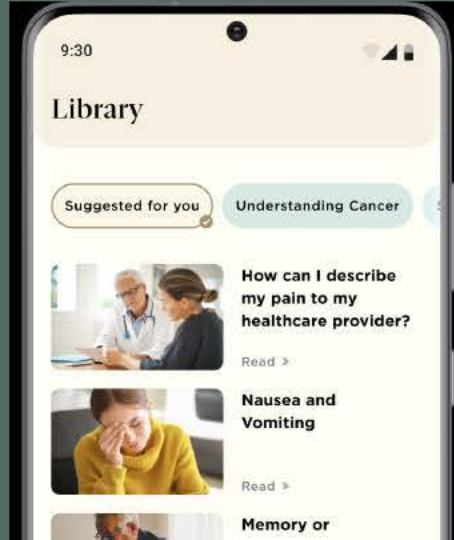 9:30
Library
Suggested for you
Understanding Cancer
How can I describe
my pain to my
healthcare provider?
Read »
Nausea and
Vomiting
Read »
Memory or